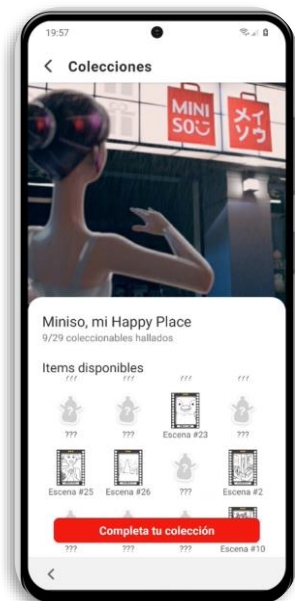 19:57
Colecciones
MINI
SO
メイ
ソウ
Miniso, mi Happy Place
9/29 coleccionables hallados
Items disponibles
??? ??? ??? ???
??? ??? Escena #23 ???
Escena #25 Escena #26 ??? Escena #2
Completa tu colección
??? ??? ??? Escena #10